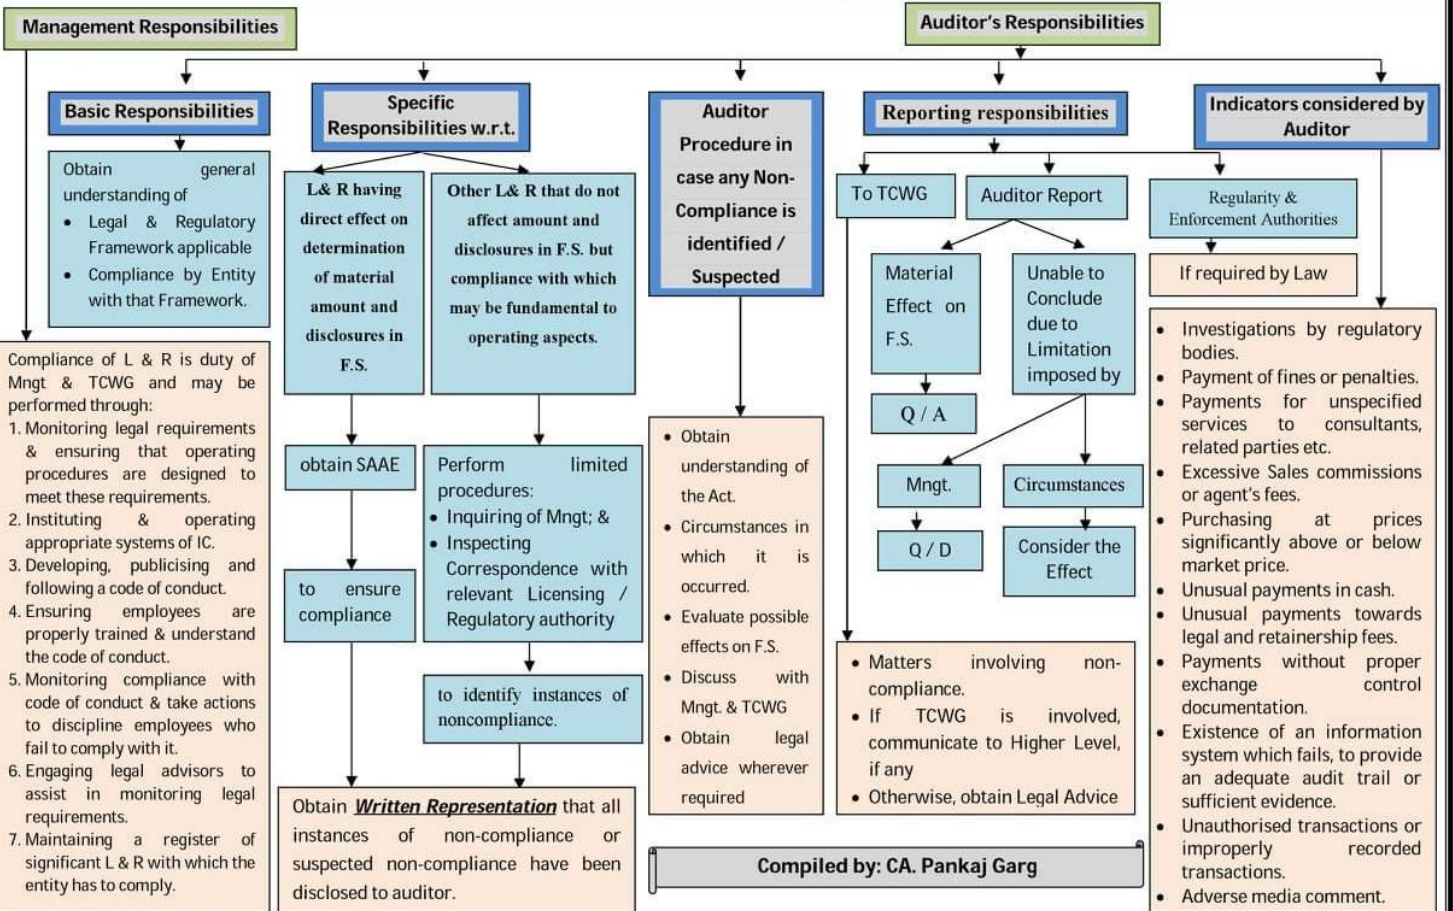 Management Responsibilities
Auditor's Responsibilities
Basic Responsibilities
Obtain general
understanding of
• Legal & Regulatory
Framework applicable
• Compliance by Entity
with that Framework.
Specific
Responsibilities w.r.t.
L& R having
direct effect on
determination
of material
amount and
disclosures in
F.S.
obtain SAAE
to ensure
compliance
Other L& R that do not
affect amount and
disclosures in F.S. but
compliance with which
may be fundamental to
operating aspects.
Perform limited
procedures:
• Inquiring of Mngt; &
• Inspecting
Correspondence with
relevant Licensing /
Regulatory authority
to identify instances of
noncompliance.
Obtain Written Representation that all
instances of non-compliance or
suspected non-compliance have been
disclosed to auditor.
Auditor
Procedure in
case any Non-
Compliance is
identified /
Suspected
• Obtain
understanding of
the Act.
• Circumstances in
which it is
occurred.
• Evaluate possible
effects on F.S.
• Discuss with
Mngt. & TCWG
• Obtain legal
advice wherever
required
Reporting responsibilities
To TCWG
• Matters involving non-
compliance.
• If TCWG is involved,
communicate to Higher Level,
if any
• Otherwise, obtain Legal Advice
Auditor Report
Material
Effect on
F.S.
Q / A
Unable to
Conclude
due to
Limitation
imposed by
Mngt.
Q / D
Circumstances
Consider the
Effect
Regularity &
Enforcement Authorities
If required by Law
Indicators considered by
Auditor
• Investigations by regulatory
bodies.
• Payment of fines or penalties.
• Payments for unspecified
services to consultants,
related parties etc.
• Excessive Sales commissions
or agent's fees.
• Purchasing at prices
significantly above or below
market price.
• Unusual payments in cash.
• Unusual payments towards
legal and retainership fees.
• Payments without proper
exchange control
documentation.
• Existence of an information
system which fails, to provide
an adequate audit trail or
sufficient evidence.
• Unauthorised transactions or
improperly recorded
transactions.
• Adverse media comment.
Compliance of L & R is duty of
Mngt & TCWG and may be
performed through:
1. Monitoring legal requirements
& ensuring that operating
procedures are designed to
meet these requirements.
2. Instituting & operating
appropriate systems of IC.
3. Developing, publicising and
following a code of conduct.
4. Ensuring employees are
properly trained & understand
the code of conduct.
5. Monitoring compliance with
code of conduct & take actions
to discipline employees who
fail to comply with it.
6. Engaging legal advisors to
assist in monitoring legal
requirements.
7. Maintaining a register of
significant L & R with which the
entity has to comply.
Compiled by: CA. Pankaj Garg